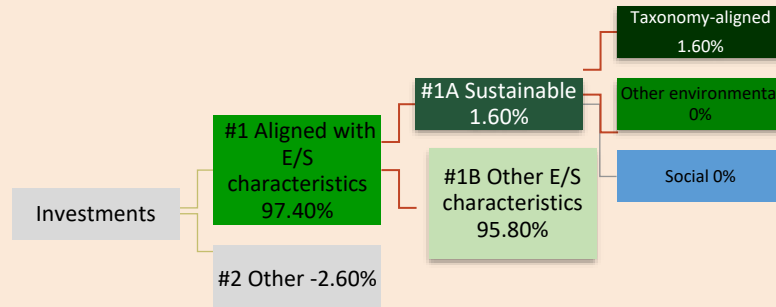 Taxonomy-aligned
1.60%
#1A Sustainable
1.60%
Other environmenta
0%
#1 Aligned with
E/S
characteristics
97.40%
#1B Other E/S
characteristics
95.80%
Social 0%
Investments
#2 Other -2.60%